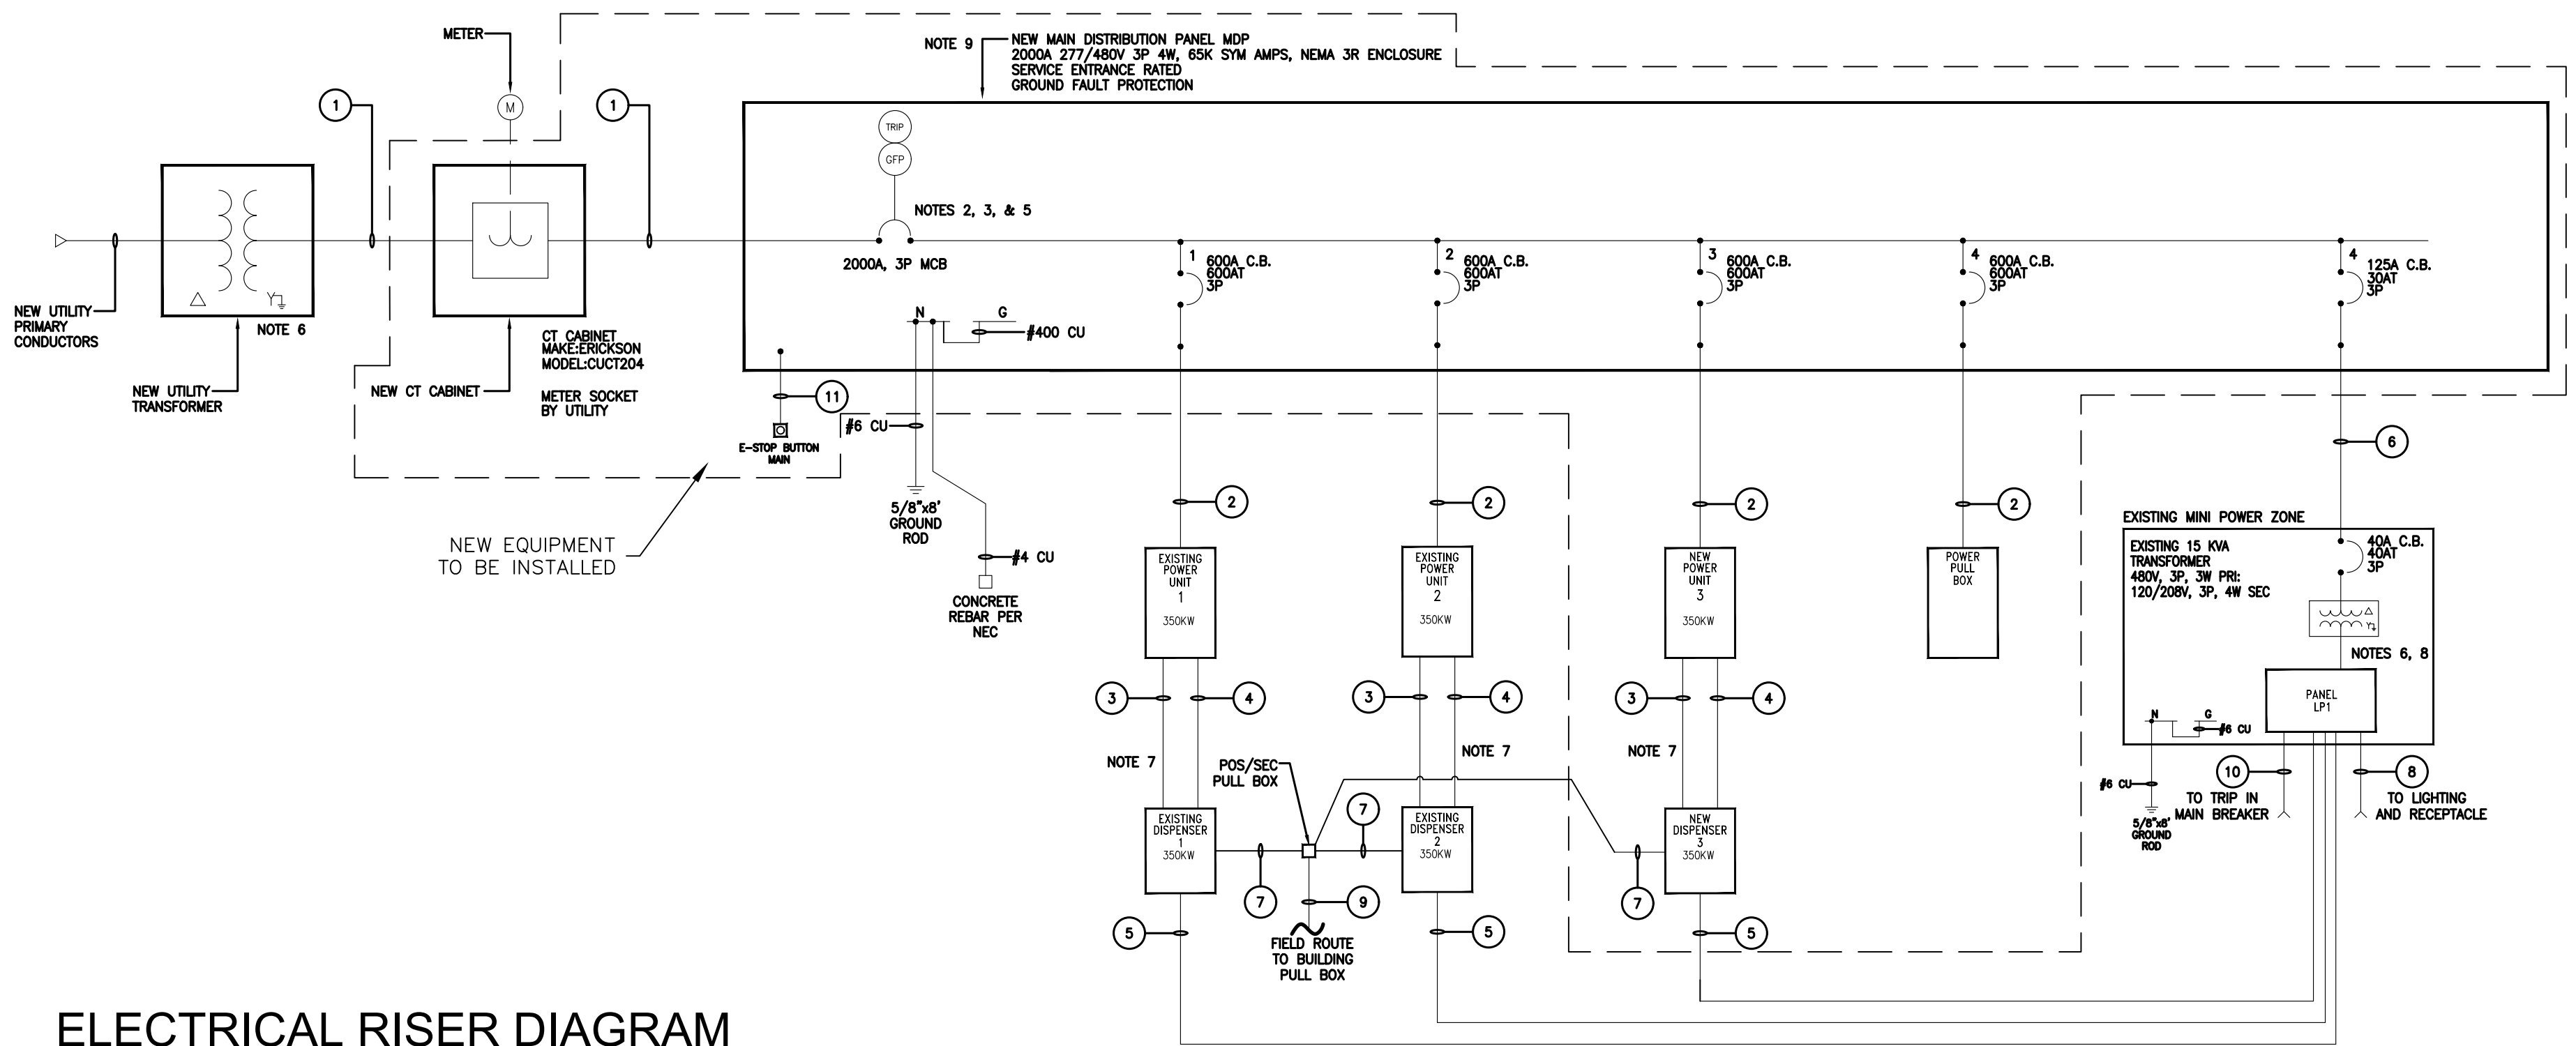 METER
NOTE 9
NEW MAIN DISTRIBUTION PANEL MDP
2000A 277/480V 3P 4W, 65K SYM AMPS, NEMA 3R ENCLOSURE
SERVICE ENTRANCE RATED
GROUND FAULT PROTECTION
1
M
1
TRIP
GFP
NOTES 2, 3, & 5
2000A, 3P MCB
1
600A C.B.
600AT
3P
2
600A C.B.
600AT
3P
3
600A C.B.
600AT
3P
4
600A C.B.
600AT
3P
4
125A C.B.
30AT
3P
NEW UTILITY
PRIMARY
CONDUCTORS
Y
NOTE 6
NEW UTILITY
TRANSFORMER
CT CABINET
MAKE:ERICKSON
MODEL:CUCT204
NEW CT CABINET
METER SOCKET
BY UTILITY
N
G
#400 CU
11
E-STOP BUTTON
MAIN
#6 CU
5/8"x8'
GROUND
ROD
#4 CU
CONCRETE
REBAR PER
NEC
NEW EQUIPMENT
TO BE INSTALLED
2
2
2
2
6
EXISTING
POWER
UNIT
1
350KW
EXISTING
POWER
UNIT
2
350KW
NEW
POWER
UNIT
3
350KW
POWER
PULL
BOX
EXISTING MINI POWER ZONE
EXISTING 15 KVA
TRANSFORMER
480V, 3P, 3W PRI:
120/208V, 3P, 4W SEC
40A C.B.
40AT
3P
Y
NOTES 6, 8
PANEL
LP1
N
G
#6 CU
#6 CU
5/8"x8'
GROUND
ROD
10
TO TRIP IN
MAIN BREAKER
8
TO LIGHTING
AND RECEPTACLE
3
4
3
4
3
4
NOTE 7
NOTE 7
NOTE 7
POS/SEC
PULL BOX
7
EXISTING
DISPENSER
1
350KW
EXISTING
DISPENSER
2
350KW
NEW
DISPENSER
3
350KW
7
9
7
5
5
5
FIELD ROUTE
TO BUILDING
PULL BOX
ELECTRICAL RISER DIAGRAM